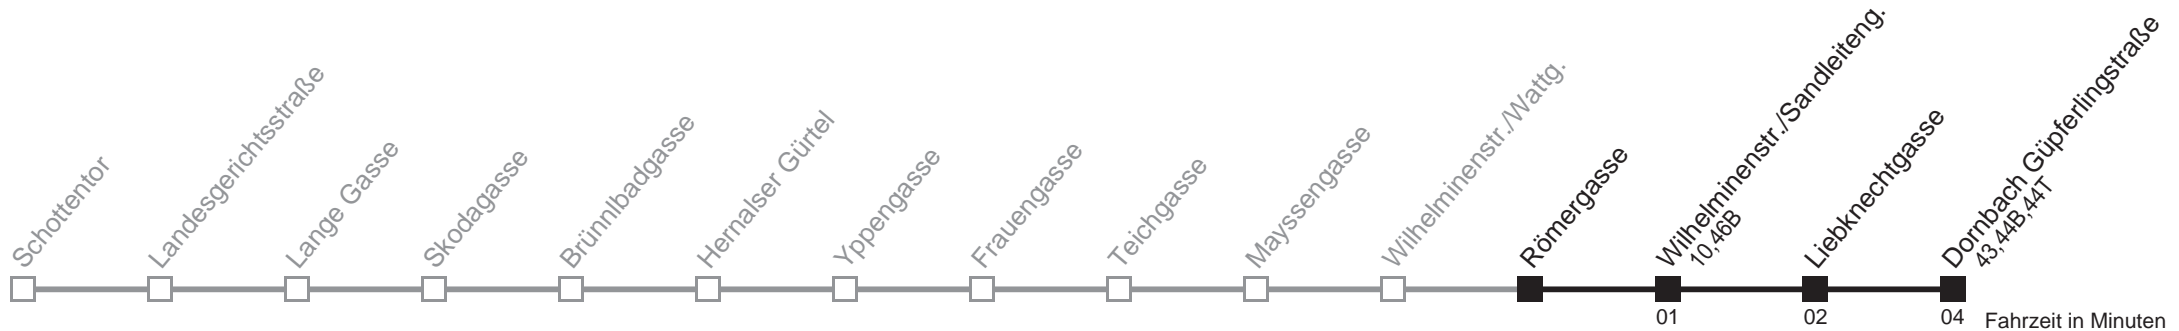 Schottentor
Landesgerichtsstraße
Lange Gasse
Skodagasse
Brünnlbadgasse
Hernalser Gürtel
Yppengasse
Frauengasse
Teichgasse
Mayssengasse
Wilhelminenstr./Wattg.
Römergasse
Wilhelminenstr./Sandleiteng.
10,46B
Liebknechtgasse
Dornbach Güpferlingstraße
43,44B,44T
01
02
04
Fahrzeit in Minuten